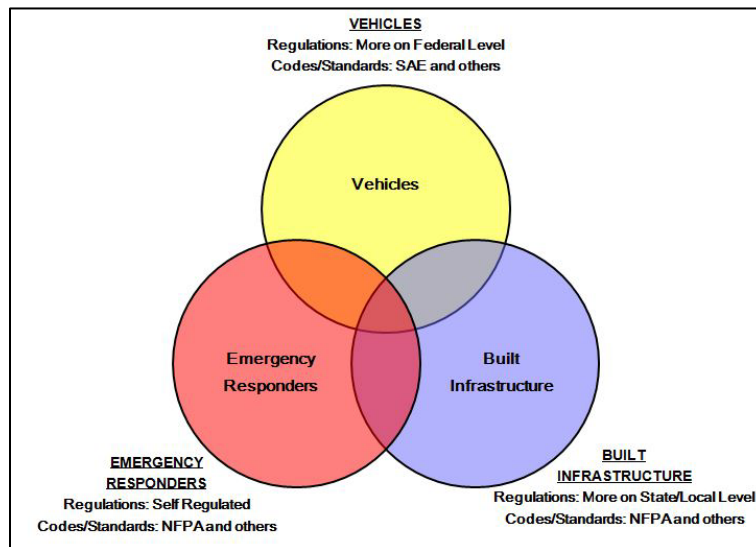 VEHICLES
Regulations: More on Federal Level
Codes/Standards: SAE and others
Vehicles
Emergency
Responders
Built
Infrastructure
EMERGENCY
RESPONDERS
Regulations: Self Regulated
Codes/Standards: NFPA and others
BUILT
INFRASTRUCTURE
Regulations: More on State/Local Level
Codes/Standards: NFPA and others